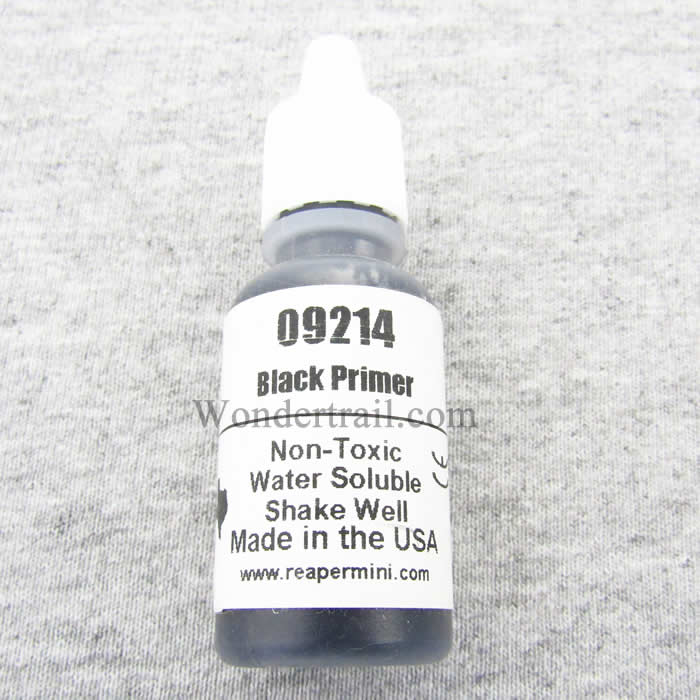 09214
Black Primer
Wondertrail.com
Non-Toxic
Water Soluble
Shake Well
Made in the USA
www.reapermini.com
CE